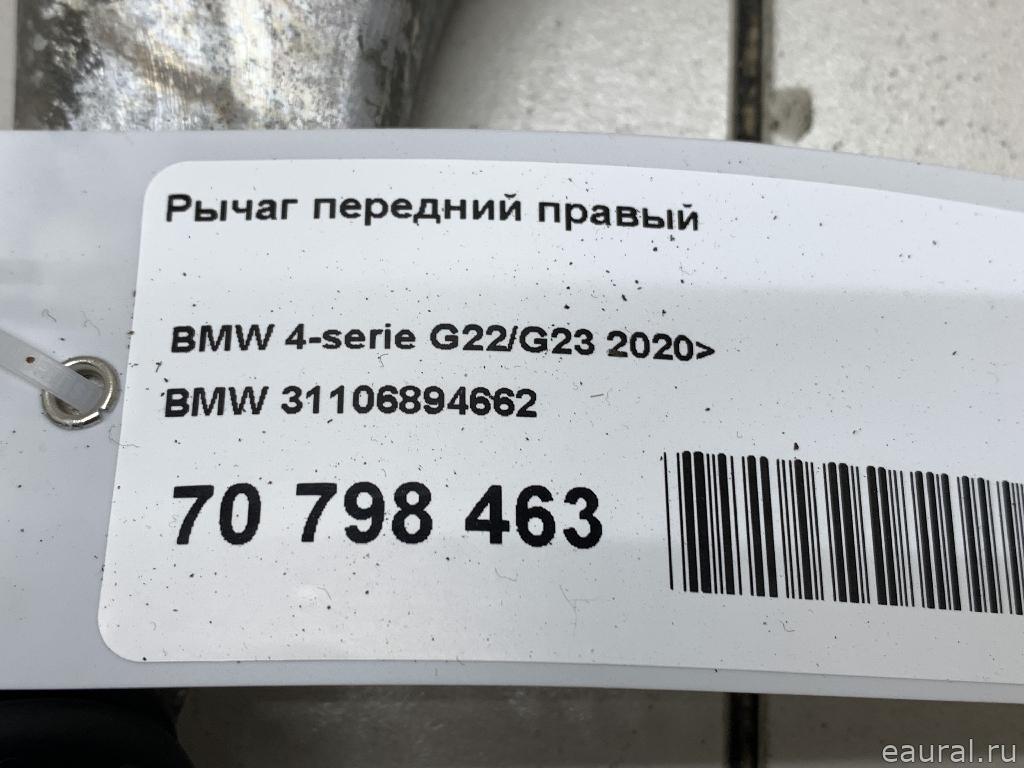 Рычаг передний правый
BMW 4-serie G22/G23 2020>
BMW 31106894662
70 798 463
eaural.ru